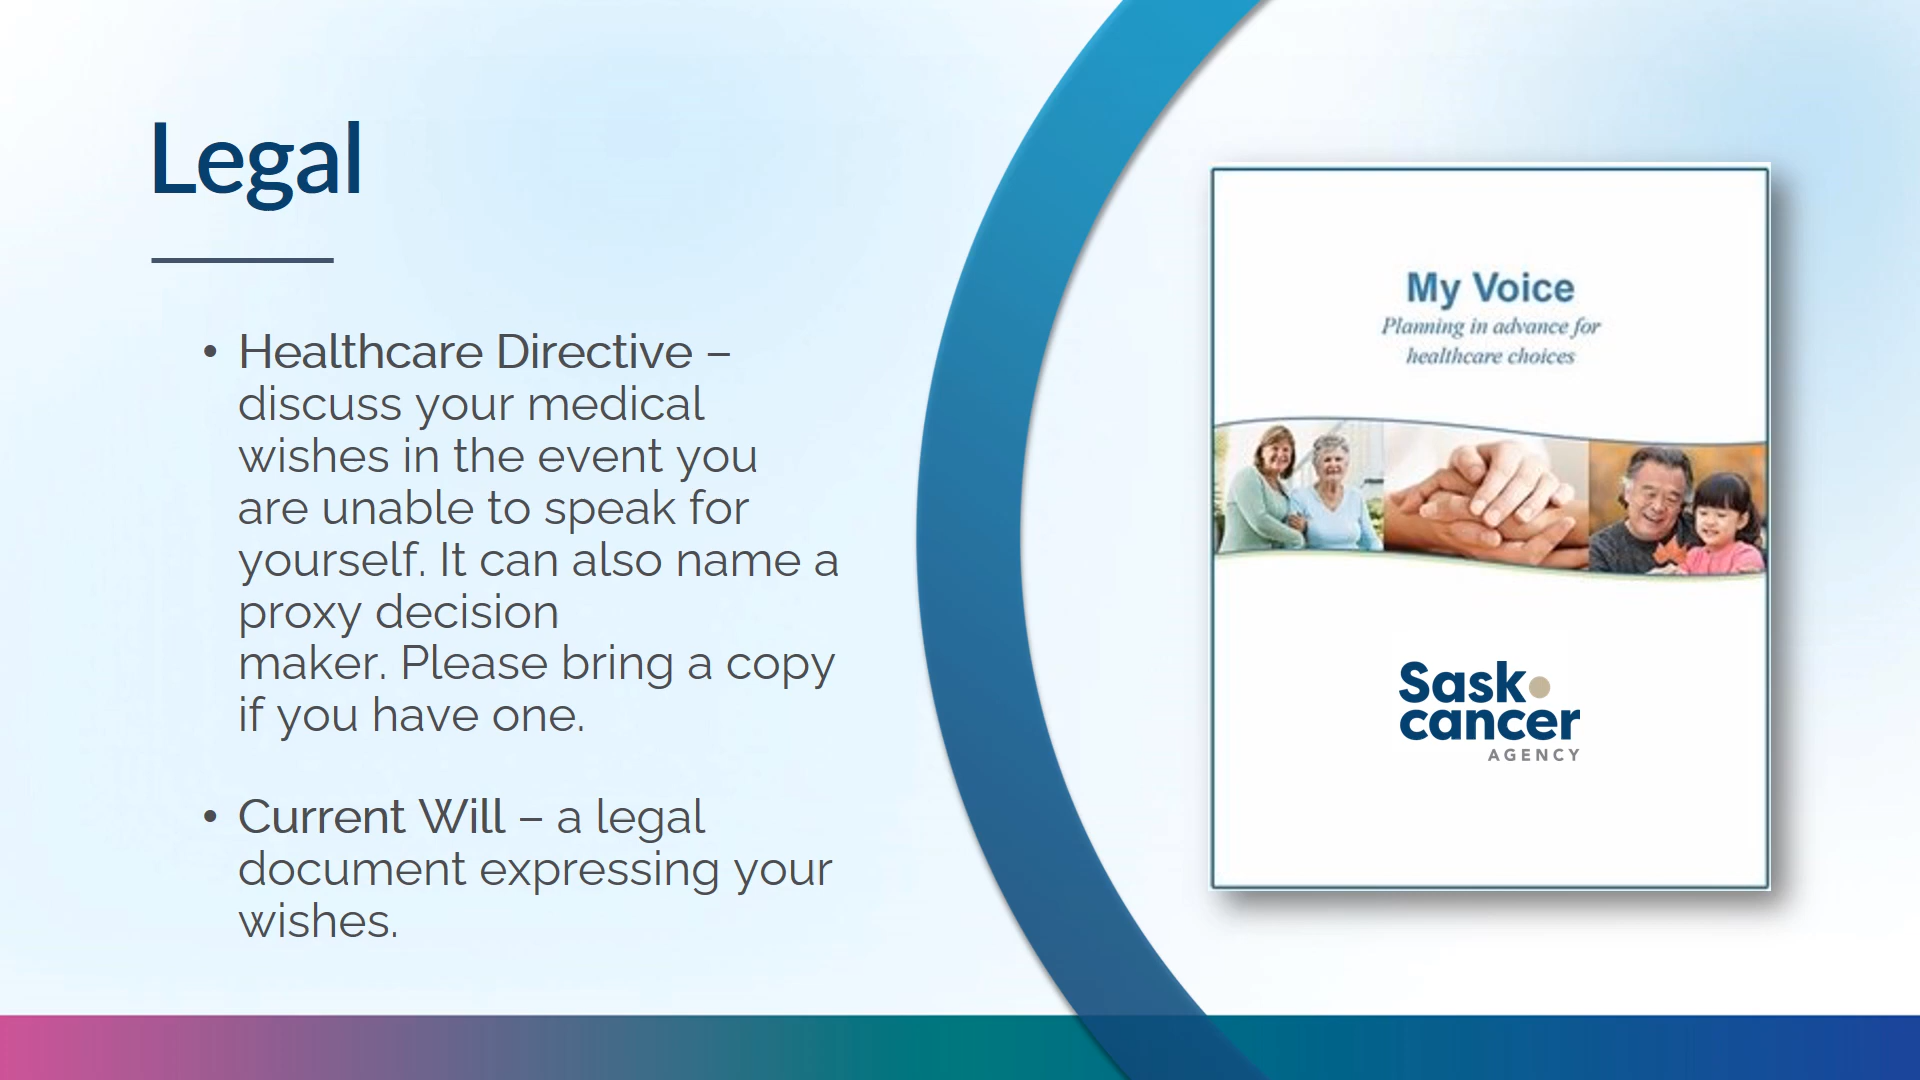 Legal
• Healthcare Directive –
discuss your medical
wishes in the event you
are unable to speak for
yourself. It can also name a
proxy decision
maker. Please bring a copy
if you have one.
• Current Will – a legal
document expressing your
wishes.
My Voice
Planning in advance for
healthcare choices
Sask
cancer
AGENCY